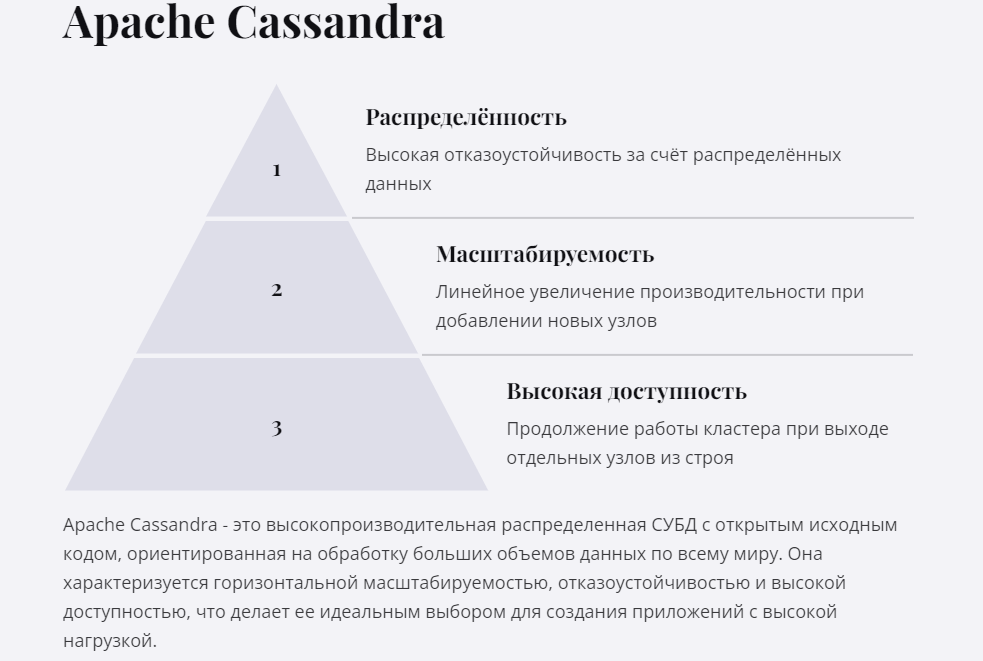 Apache Cassandra
1
Распределённость
Высокая отказоустойчивость за счёт распределённых
данных
2
Масштабируемость
Линейное увеличение производительности при
добавлении новых узлов
3
Высокая доступность
Продолжение работы кластера при выходе
отдельных узлов из строя
Apache Cassandra - это высокопроизводительная распределенная СУБД с открытым исходным
кодом, ориентированная на обработку больших объемов данных по всему миру. Она
характеризуется горизонтальной масштабируемостью, отказоустойчивостью и высокой
доступностью, что делает ее идеальным выбором для создания приложений с высокой
нагрузкой.